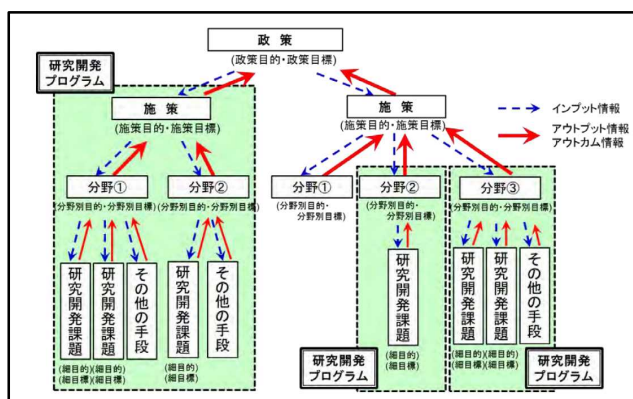 政 策
(政策目的・政策目標)
研究開発
プログラム
施 策
(施策目的・施策目標)
施 策
(施策目的・施策目標)
インプット情報
アウトプット情報
アウトカム情報
分野①
(分野別目的・分野別目標)
分野②
(分野別目的・分野別目標)
分野①
(分野別目的
・分野別目標)
分野②
(分野別目的・
分野別目標)
分野③
(分野別目的・分野別目標)
研究開発課題
研究開発課題
その他の手段
研究開発課題
その他の手段
研究開発課題
研究開発課題
研究開発課題
その他の手段
(細目的)(細目的)
(細目標)(細目標)
(細目的)
(細目標)
(細目的)
(細目標)
(細目的)(細目的)
(細目標)(細目標)
研究開発
プログラム
研究開発
プログラム